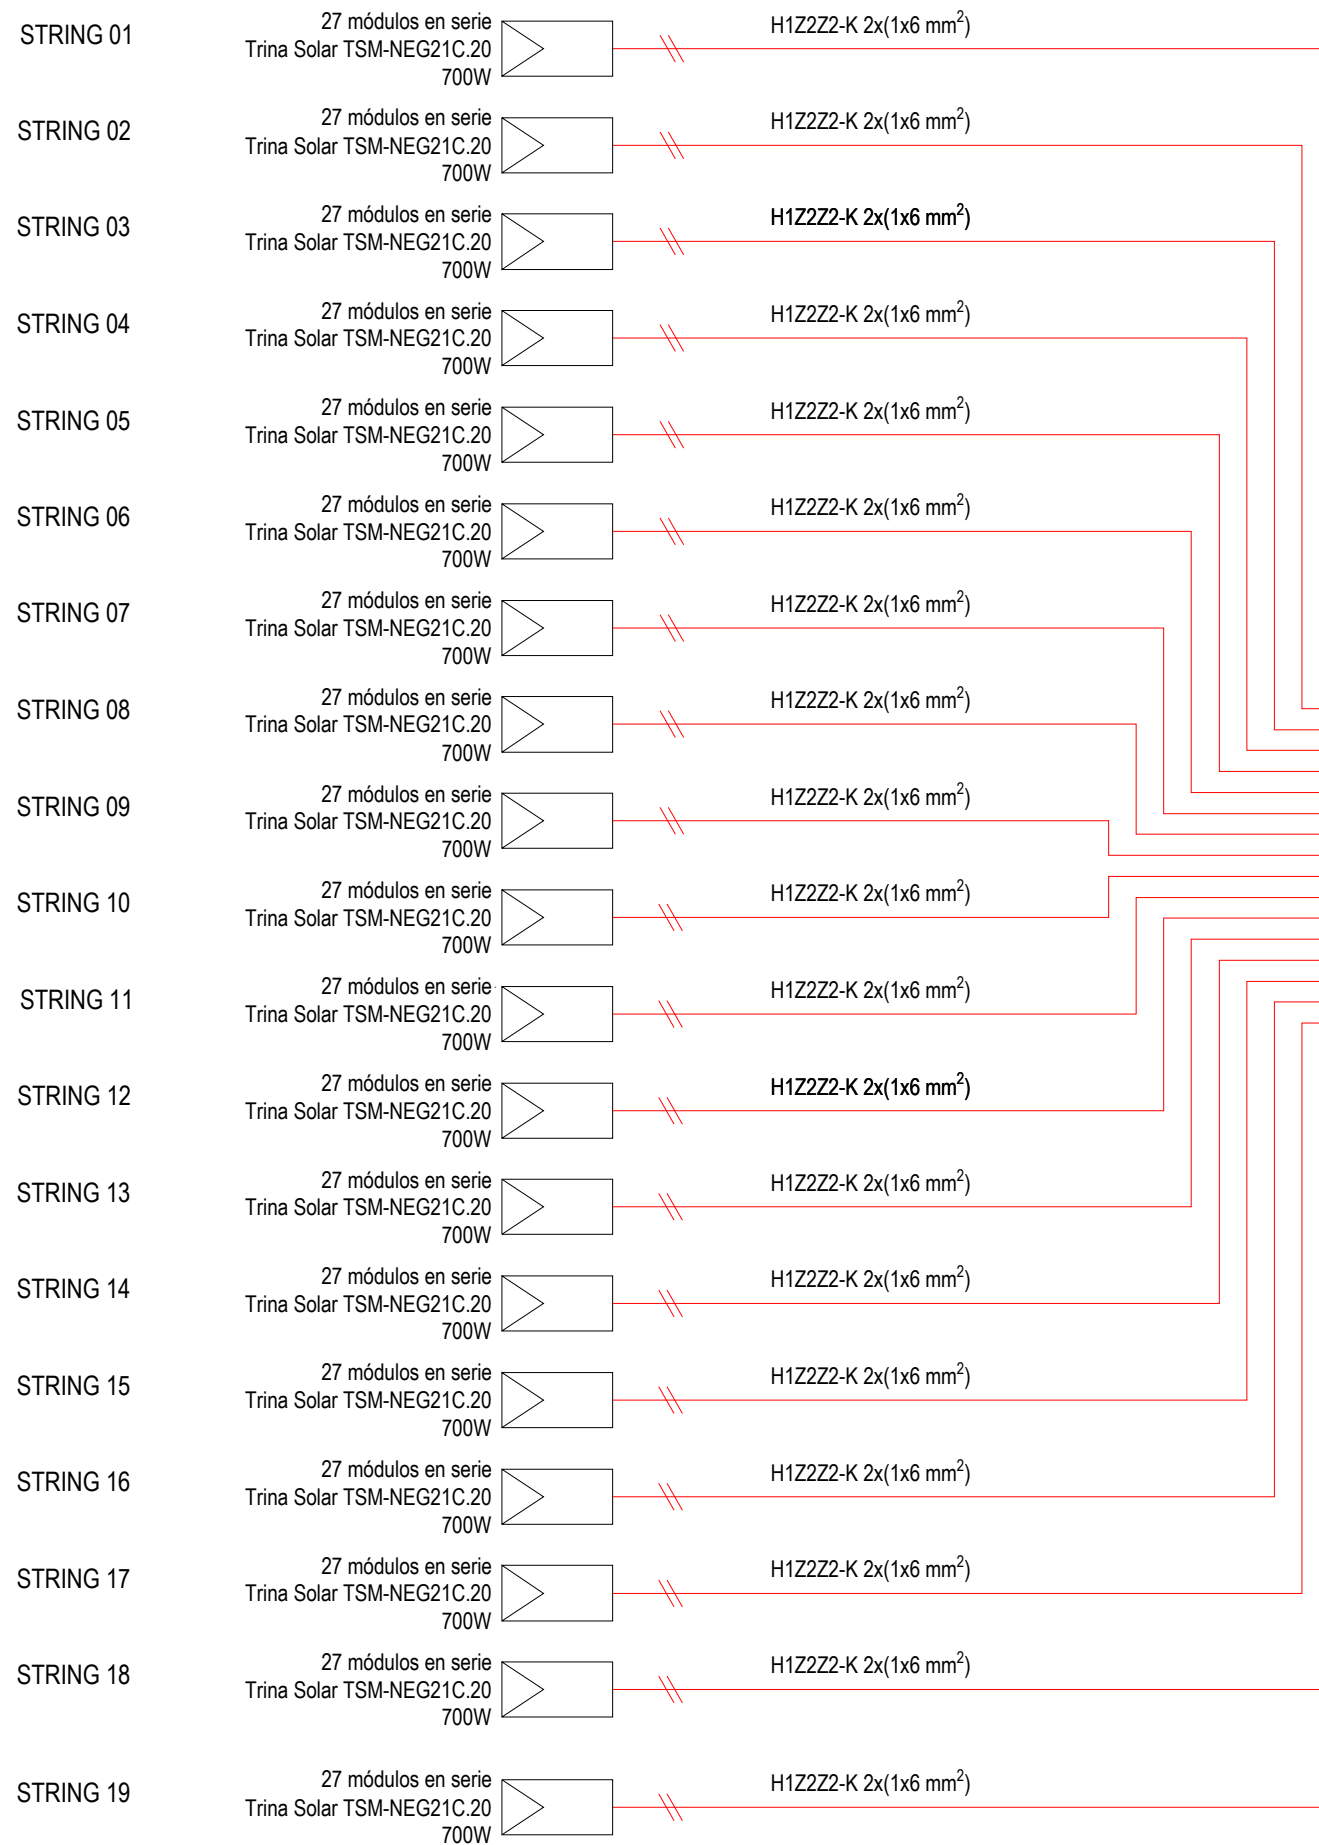 STRING 01
27 módulos en serie
Trina Solar TSM-NEG21C.20
700W
H1Z2Z2-K 2x(1x6 mm²)
STRING 02
27 módulos en serie
Trina Solar TSM-NEG21C.20
700W
H1Z2Z2-K 2x(1x6 mm²)
STRING 03
27 módulos en serie
Trina Solar TSM-NEG21C.20
700W
H1Z2Z2-K 2x(1x6 mm²)
STRING 04
27 módulos en serie
Trina Solar TSM-NEG21C.20
700W
H1Z2Z2-K 2x(1x6 mm²)
STRING 05
27 módulos en serie
Trina Solar TSM-NEG21C.20
700W
H1Z2Z2-K 2x(1x6 mm²)
STRING 06
27 módulos en serie
Trina Solar TSM-NEG21C.20
700W
H1Z2Z2-K 2x(1x6 mm²)
STRING 07
27 módulos en serie
Trina Solar TSM-NEG21C.20
700W
H1Z2Z2-K 2x(1x6 mm²)
STRING 08
27 módulos en serie
Trina Solar TSM-NEG21C.20
700W
H1Z2Z2-K 2x(1x6 mm²)
STRING 09
27 módulos en serie
Trina Solar TSM-NEG21C.20
700W
H1Z2Z2-K 2x(1x6 mm²)
STRING 10
27 módulos en serie
Trina Solar TSM-NEG21C.20
700W
H1Z2Z2-K 2x(1x6 mm²)
STRING 11
27 módulos en serie
Trina Solar TSM-NEG21C.20
700W
H1Z2Z2-K 2x(1x6 mm²)
STRING 12
27 módulos en serie
Trina Solar TSM-NEG21C.20
700W
H1Z2Z2-K 2x(1x6 mm²)
STRING 13
27 módulos en serie
Trina Solar TSM-NEG21C.20
700W
H1Z2Z2-K 2x(1x6 mm²)
STRING 14
27 módulos en serie
Trina Solar TSM-NEG21C.20
700W
H1Z2Z2-K 2x(1x6 mm²)
STRING 15
27 módulos en serie
Trina Solar TSM-NEG21C.20
700W
H1Z2Z2-K 2x(1x6 mm²)
STRING 16
27 módulos en serie
Trina Solar TSM-NEG21C.20
700W
H1Z2Z2-K 2x(1x6 mm²)
STRING 17
27 módulos en serie
Trina Solar TSM-NEG21C.20
700W
H1Z2Z2-K 2x(1x6 mm²)
STRING 18
27 módulos en serie
Trina Solar TSM-NEG21C.20
700W
H1Z2Z2-K 2x(1x6 mm²)
STRING 19
27 módulos en serie
Trina Solar TSM-NEG21C.20
700W
H1Z2Z2-K 2x(1x6 mm²)